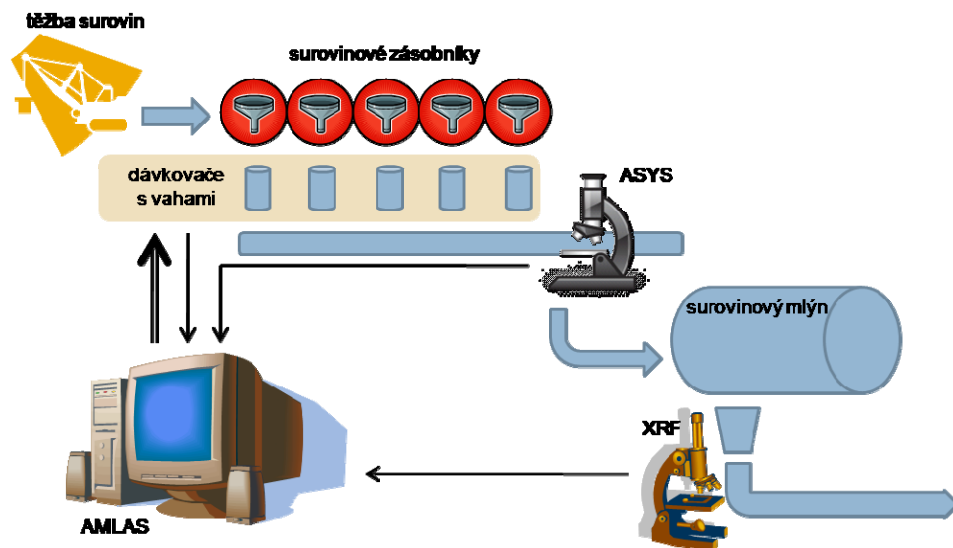 těžba surovin
surovinové zásobníky
dávkovače
s vahami
ASYS
surovinový mlýn
XRF
AMLAS